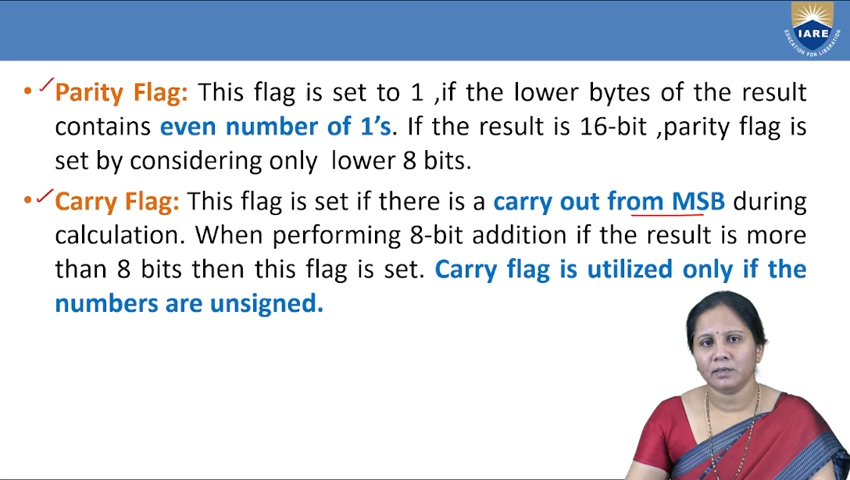 IARE
EDUCATION FOR LIBERATION
• Parity Flag: This flag is set to 1 ,if the lower bytes of the result
contains even number of 1’s. If the result is 16-bit ,parity flag is
set by considering only lower 8 bits.
• Carry Flag: This flag is set if there is a carry out from MSB during
calculation. When performing 8-bit addition if the result is more
than 8 bits then this flag is set. Carry flag is utilized only if the
numbers are unsigned.